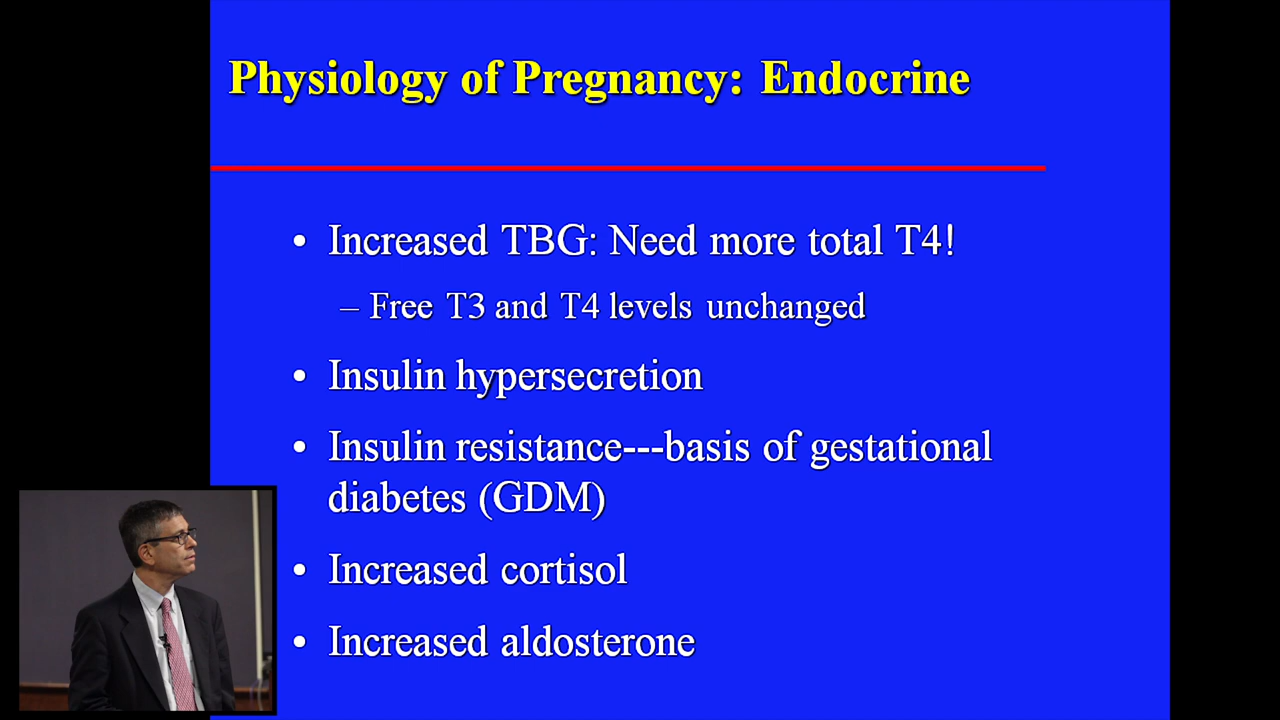 Physiology of Pregnancy: Endocrine
• Increased TBG: Need more total T4!
– Free T3 and T4 levels unchanged
• Insulin hypersecretion
• Insulin resistance---basis of gestational
diabetes (GDM)
• Increased cortisol
• Increased aldosterone